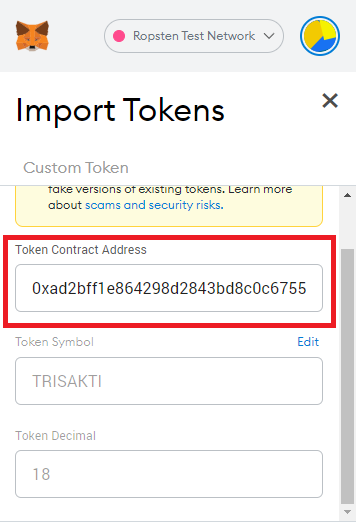 Ropsten Test Network
Import Tokens
Custom Token
fake versions of existing tokens. Learn more
about scams and security risks.
Token Contract Address
0xad2bff1e864298d2843bd8c0c6755
Token Symbol Edit
TRISAKTI
Token Decimal
18